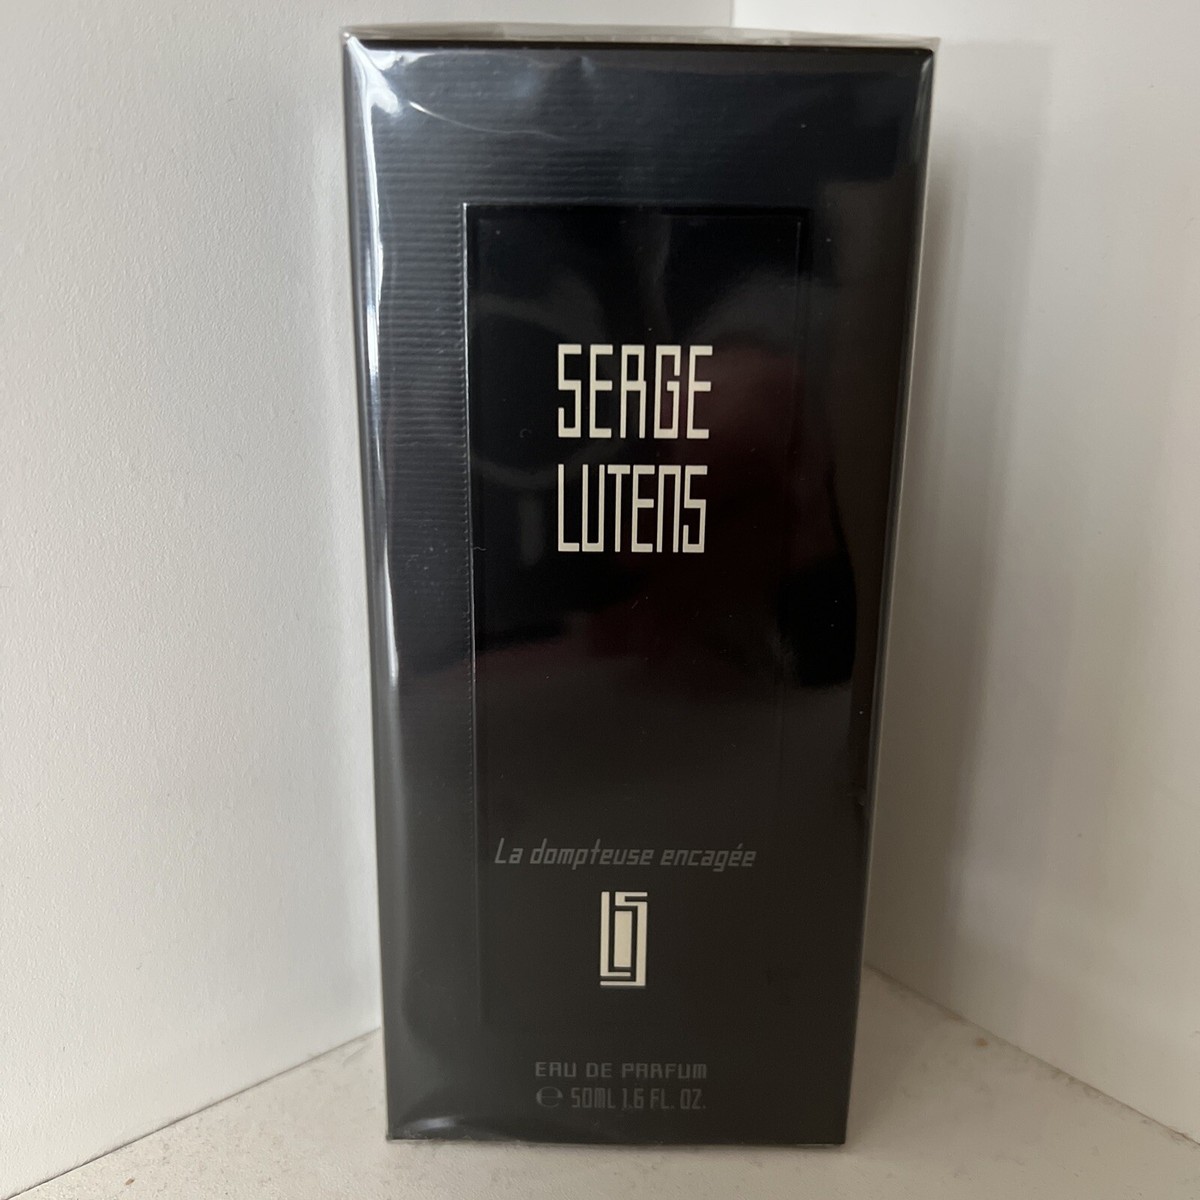 SERGE
LUTENS
La dompteuse encagée
EAU DE PARFUM
℮ 50ML 1.6 FL. OZ.